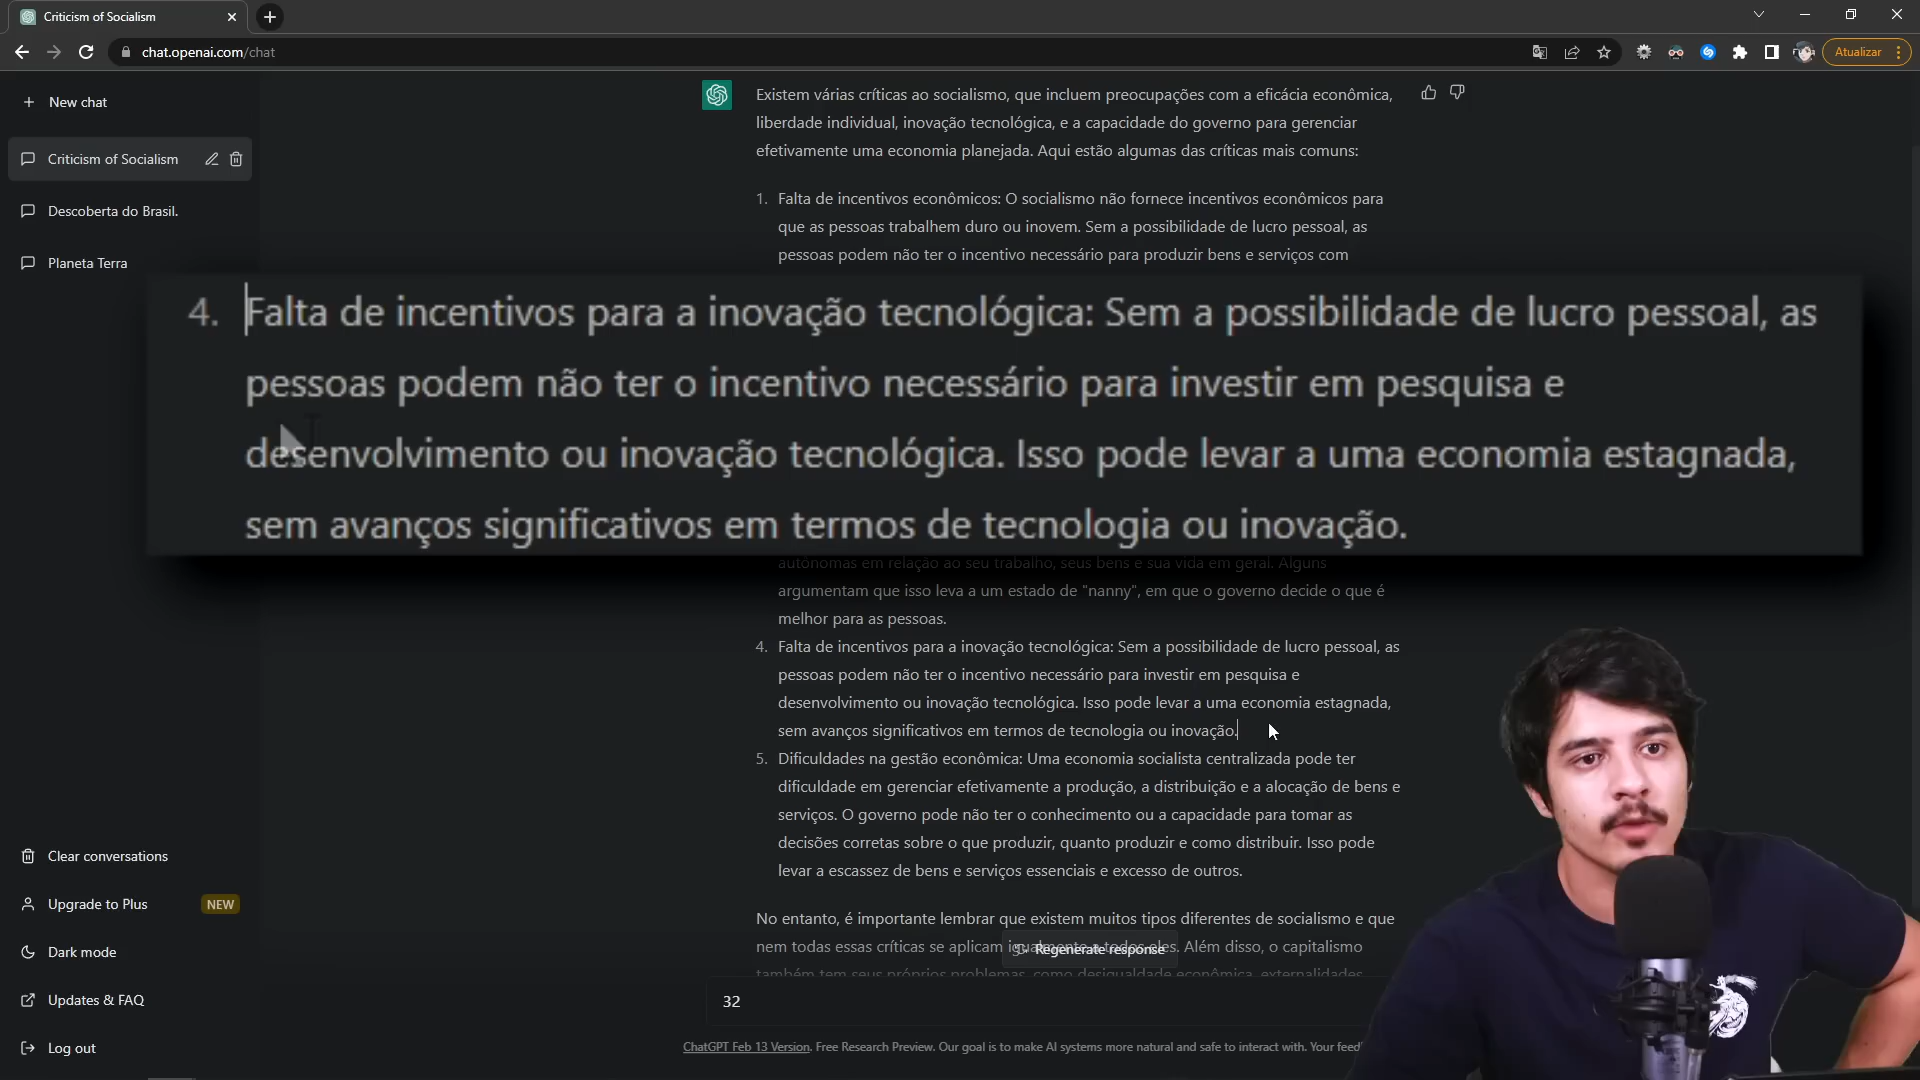 Criticism of Socialism
chat.openai.com/chat
Atualizar
New chat
Criticism of Socialism
Descoberta do Brasil.
Planeta Terra
Existem várias críticas ao socialismo, que incluem preocupações com a eficácia econômica,
liberdade individual, inovação tecnológica, e a capacidade do governo para gerenciar
efetivamente uma economia planejada. Aqui estão algumas das críticas mais comuns:
1. Falta de incentivos econômicos: O socialismo não fornece incentivos econômicos para
que as pessoas trabalhem duro ou inovem. Sem a possibilidade de lucro pessoal, as
pessoas podem não ter o incentivo necessário para produzir bens e serviços com
4. Falta de incentivos para a inovação tecnológica: Sem a possibilidade de lucro pessoal, as
pessoas podem não ter o incentivo necessário para investir em pesquisa e
desenvolvimento ou inovação tecnológica. Isso pode levar a uma economia estagnada,
sem avanços significativos em termos de tecnologia ou inovação.
autônomas em relação ao seu trabalho, seus bens e sua vida em geral. Alguns
argumentam que isso leva a um estado de "nanny", em que o governo decide o que é
melhor para as pessoas.
4. Falta de incentivos para a inovação tecnológica: Sem a possibilidade de lucro pessoal, as
pessoas podem não ter o incentivo necessário para investir em pesquisa e
desenvolvimento ou inovação tecnológica. Isso pode levar a uma economia estagnada,
sem avanços significativos em termos de tecnologia ou inovação.
5. Dificuldades na gestão econômica: Uma economia socialista centralizada pode ter
dificuldade em gerenciar efetivamente a produção, a distribuição e a alocação de bens e
serviços. O governo pode não ter o conhecimento ou a capacidade para tomar as
decisões corretas sobre o que produzir, quanto produzir e como distribuir. Isso pode
levar a escassez de bens e serviços essenciais e excesso de outros.
No entanto, é importante lembrar que existem muitos tipos diferentes de socialismo e que
nem todas essas críticas se aplicam igualmente a todos eles. Além disso, o capitalismo
também tem seus próprios problemas, como desigualdade econômica, externalidades
Regenerate response
32
ChatGPT Feb 13 Version. Free Research Preview. Our goal is to make AI systems more natural and safe to interact with. Your feed
Clear conversations
Upgrade to Plus NEW
Dark mode
Updates & FAQ
Log out